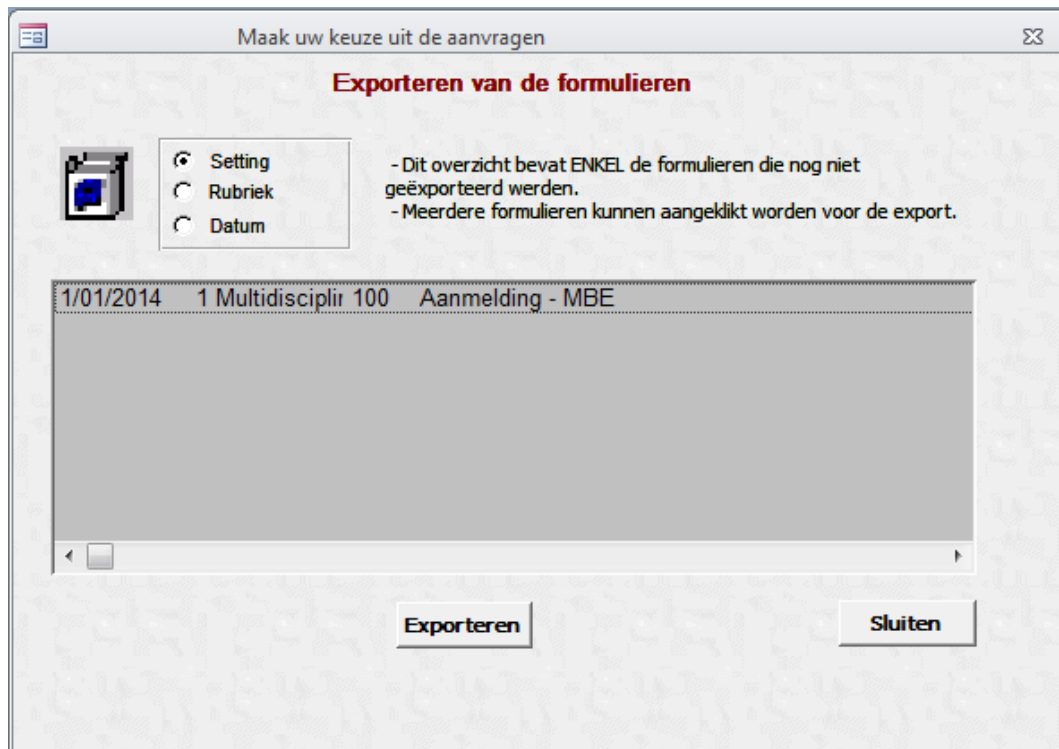 Maak uw keuze uit de aanvragen
Exporteren van de formulieren
Setting
Rubriek
Datum
- Dit overzicht bevat ENKEL de formulieren die nog niet
geëxporteerd werden.
- Meerdere formulieren kunnen aangeklikt worden voor de export.
1/01/2014 1 Multidisciplir 100 Aanmelding - MBE
Exporteren
Sluiten